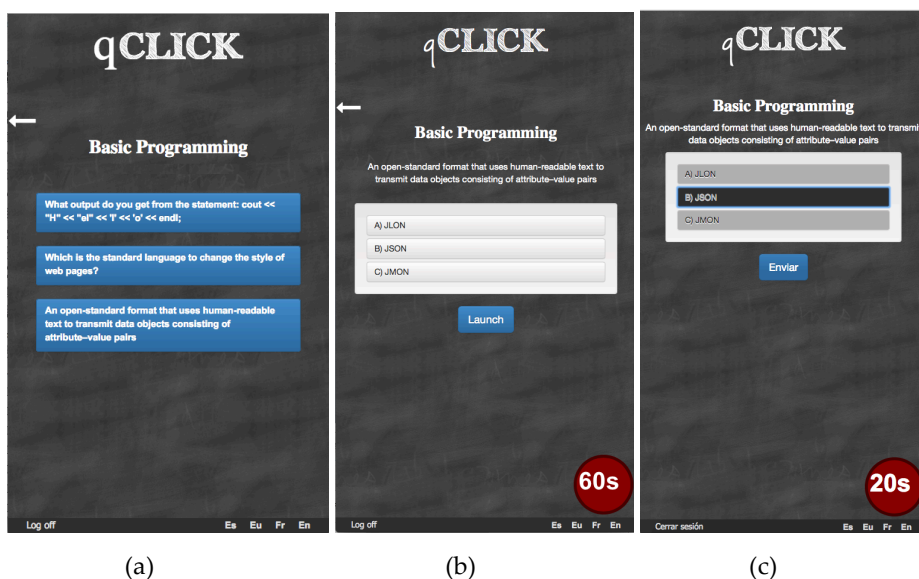 qCLICK
Basic Programming
What output do you get from the statement: cout <<
"H" << "el" << 'l' << 'o' << endl;
Which is the standard language to change the style of
web pages?
An open-standard format that uses human-readable
text to transmit data objects consisting of
attribute–value pairs
Log off
Es Eu Fr En
(a)
qCLICK
Basic Programming
An open-standard format that uses human-readable text to
transmit data objects consisting of attribute–value pairs
A) JLON
B) JSON
C) JMON
Launch
60s
Log off
Es Eu Fr En
(b)
qCLICK
Basic Programming
An open-standard format that uses human-readable text to transmit
data objects consisting of attribute–value pairs
A) JLON
B) JSON
C) JMON
Enviar
20s
Cerrar sesión
Es Eu Fr En
(c)